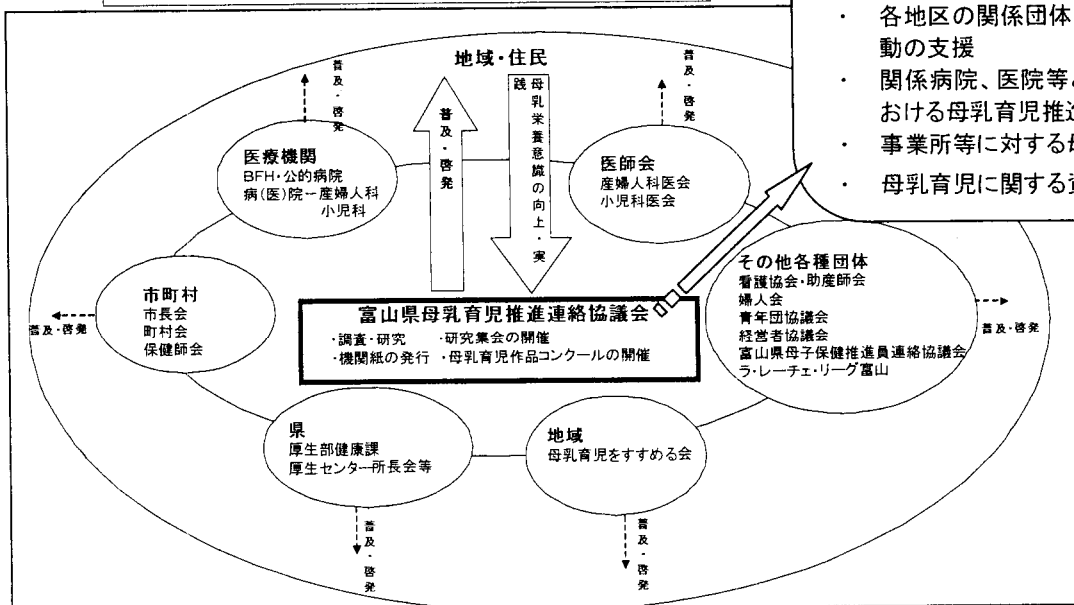 ・ 各地区の関係団体
動の支援
・ 関係病院、医院等
おける母乳育児推進
・ 事業所等に対する
・ 母乳育児に関する
地域・住民
普及・啓発
普及・啓発
普及・啓発
母乳栄養意識の向上・実
践
医療機関
BFH・公的病院
病(医)院ー産婦人科
小児科
医師会
産婦人科医会
小児科医会
市町村
市長会
町村会
保健師会
普及・啓発
その他各種団体
看護協会・助産師会
婦人会
青年団協議会
経営者協議会
富山県母子保健推進員連絡協議会
ラ・レーチェ・リーグ富山
普及・啓発
富山県母乳育児推進連絡協議会
・調査・研究 ・研究集会の開催
・機関紙の発行 ・母乳育児作品コンクールの開催
県
厚生部健康課
厚生センター所長会等
地域
母乳育児をすすめる会
普及・啓発
普及・啓発